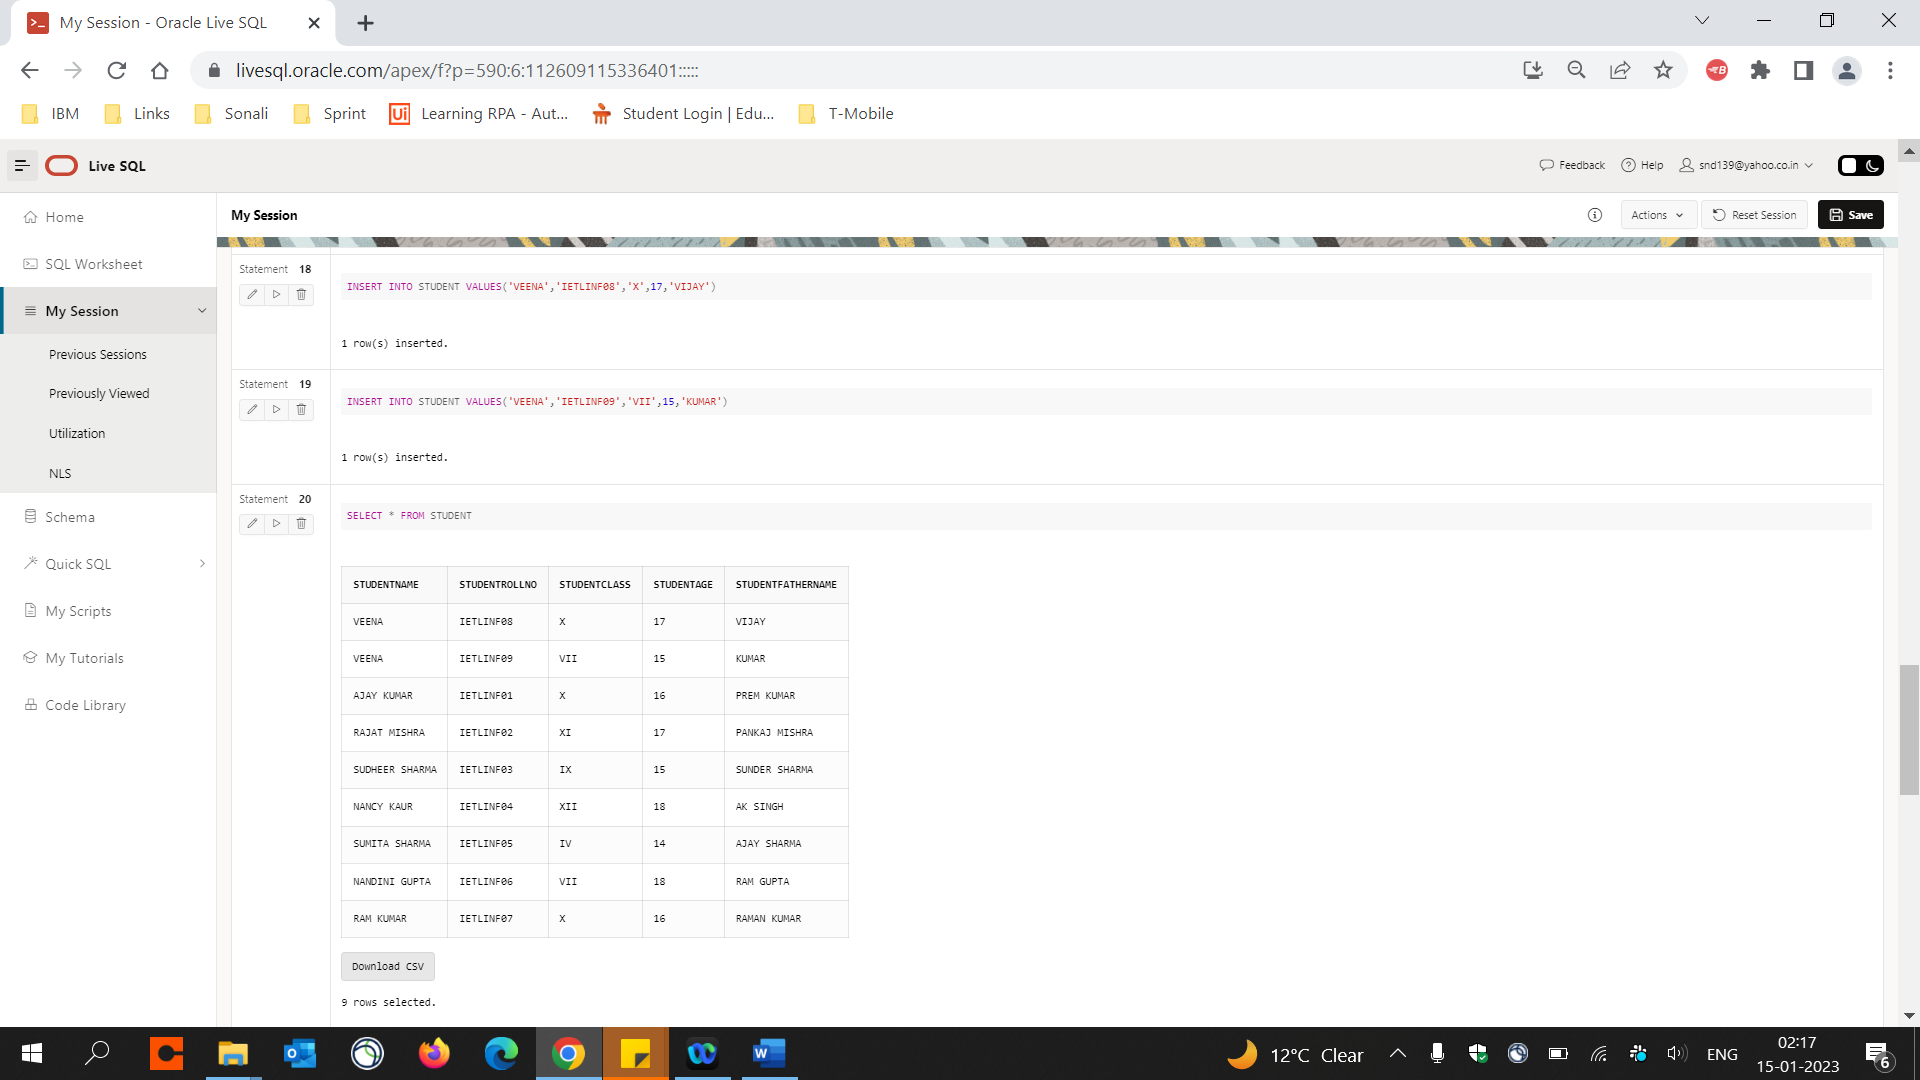 My Session - Oracle Live SQL
livesql.oracle.com/apex/f?p=590:6:112609115336401:::::
IBM Links Sonali Sprint Ui Learning RPA - Aut... Student Login | Edu... T-Mobile
Live SQL Feedback Help snd139@yahoo.co.in
Home
SQL Worksheet
My Session
Previous Sessions
Previously Viewed
Utilization
NLS
Schema
Quick SQL
My Scripts
My Tutorials
Code Library
My Session Actions Reset Session Save
Statement 18
INSERT INTO STUDENT VALUES('VEENA','IETLINF08','X',17,'VIJAY')
1 row(s) inserted.
Statement 19
INSERT INTO STUDENT VALUES('VEENA','IETLINF09','VII',15,'KUMAR')
1 row(s) inserted.
Statement 20
SELECT * FROM STUDENT
STUDENTNAME STUDENTROLLNO STUDENTCLASS STUDENTAGE STUDENTFATHERNAME
VEENA IETLINF08 X 17 VIJAY
VEENA IETLINF09 VII 15 KUMAR
AJAY KUMAR IETLINF01 X 16 PREM KUMAR
RAJAT MISHRA IETLINF02 XI 17 PANKAJ MISHRA
SUDHEER SHARMA IETLINF03 IX 15 SUNDER SHARMA
NANCY KAUR IETLINF04 XII 18 AK SINGH
SUMITA SHARMA IETLINF05 IV 14 AJAY SHARMA
NANDINI GUPTA IETLINF06 VII 18 RAM GUPTA
RAM KUMAR IETLINF07 X 16 RAMAN KUMAR
Download CSV
9 rows selected.
12°C Clear ENG 02:17
15-01-2023
6